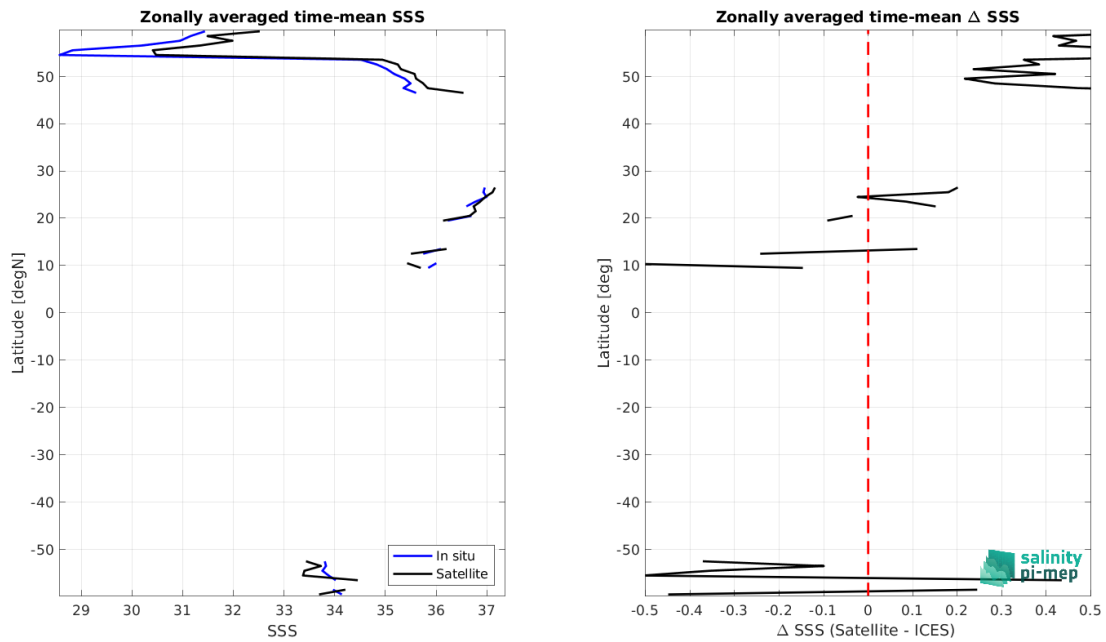 Zonally averaged time-mean SSS
Latitude [degN]
50
40
30
20
10
0
-10
-20
-30
-40
-50
29 30 31 32 33 34 35 36 37
SSS
In situ
Satellite
Zonally averaged time-mean Δ SSS
Latitude [deg]
50
40
30
20
10
0
-10
-20
-30
-40
-50
-0.5 -0.4 -0.3 -0.2 -0.1 0 0.1 0.2 0.3 0.4 0.5
Δ SSS (Satellite - ICES)
salinity
pi-mep